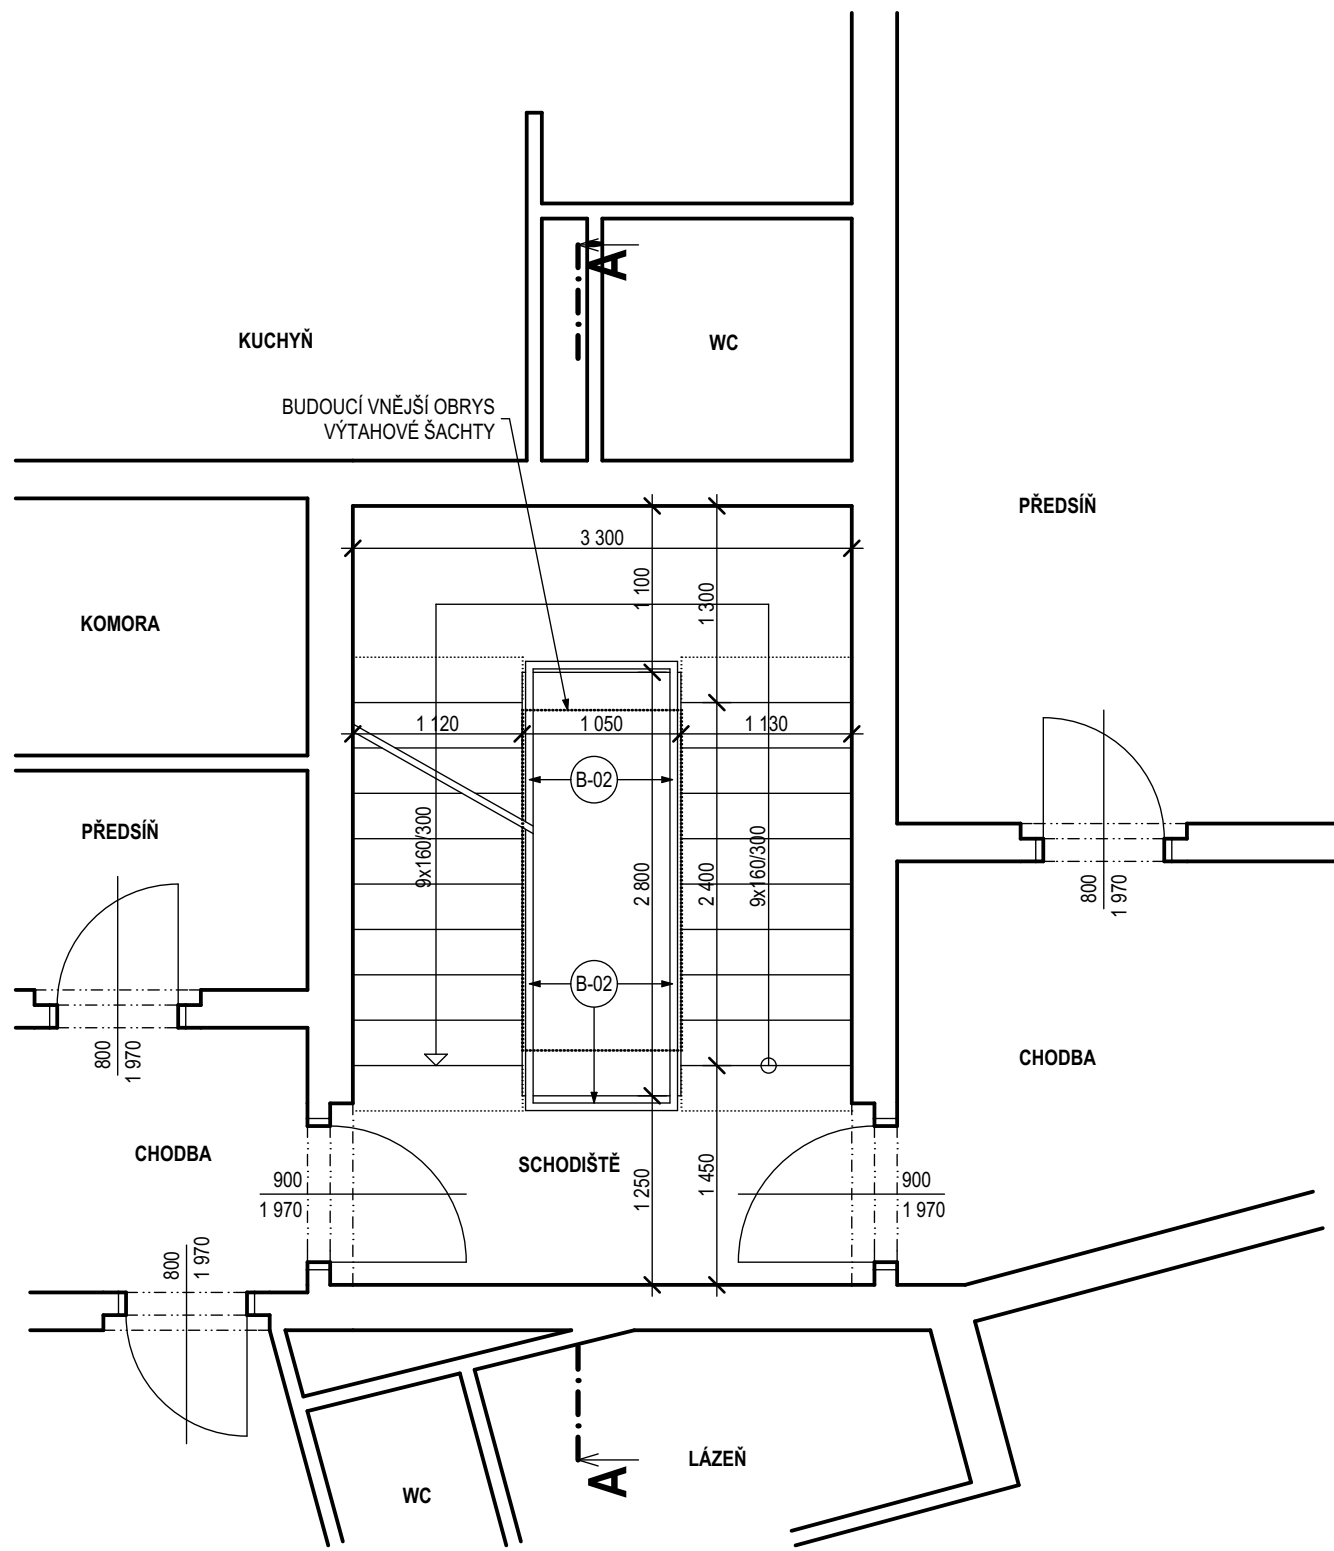 A
KUCHYŇ
WC
BUDOUCÍ VNĚJŠÍ OBRYS
VÝTAHOVÉ ŠACHTY
PŘEDSÍŇ
3 300
1 100
1 300
KOMORA
1 120
1 050
1 130
B-02
PŘEDSÍŇ
9x160/300
2 800
2 400
9x160/300
800
1 970
B-02
800
1 970
CHODBA
CHODBA
SCHODIŠTĚ
900
1 970
1 250
1 450
900
1 970
800
1 970
LÁZEŇ
A
WC